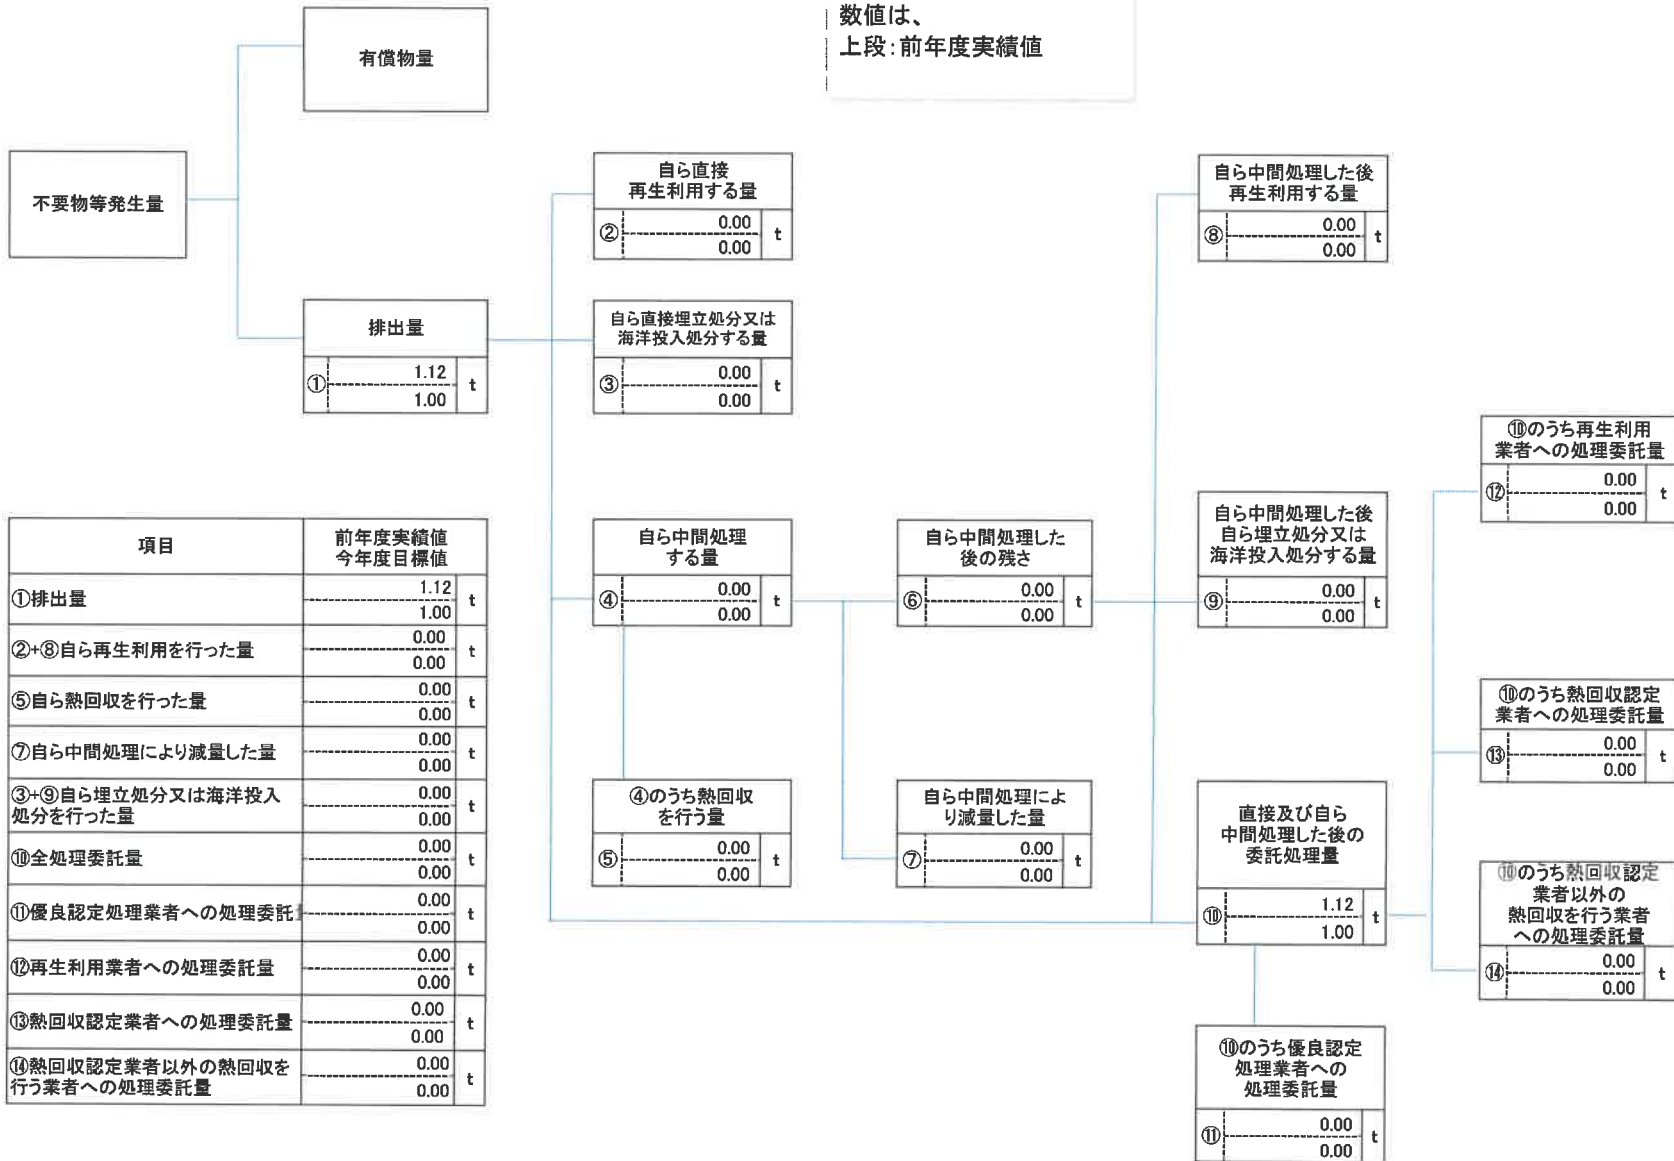 数値は、
上段:前年度実績値
有償物量
不要物等発生量
排出量
① 1.12 t
1.00
自ら直接
再生利用する量
② 0.00 t
0.00
自ら直接埋立処分又は
海洋投入処分する量
③ 0.00 t
0.00
自ら中間処理した後
再生利用する量
⑧ 0.00 t
0.00
自ら中間処理
する量
④ 0.00 t
0.00
自ら中間処理した
後の残さ
⑥ 0.00 t
0.00
自ら中間処理した後
自ら埋立処分又は
海洋投入処分する量
⑨ 0.00 t
0.00
④のうち熱回収
を行う量
⑤ 0.00 t
0.00
自ら中間処理によ
り減量した量
⑦ 0.00 t
0.00
直接及び自ら
中間処理した後の
委託処理量
⑩ 1.12 t
1.00
⑩のうち優良認定
処理業者への
処理委託量
⑪ 0.00 t
0.00
⑩のうち再生利用
業者への処理委託量
⑫ 0.00 t
0.00
⑩のうち熱回収認定
業者への処理委託量
⑬ 0.00 t
0.00
⑩のうち熱回収認定
業者以外の
熱回収を行う業者
への処理委託量
⑭ 0.00 t
0.00
項目 前年度実績値
今年度目標値
①排出量 1.12 t
1.00
②+⑧自ら再生利用を行った量 0.00 t
0.00
⑤自ら熱回収を行った量 0.00 t
0.00
⑦自ら中間処理により減量した量 0.00 t
0.00
③+⑨自ら埋立処分又は海洋投入
処分を行った量 0.00 t
0.00
⑩全処理委託量 0.00 t
0.00
⑪優良認定処理業者への処理委託 0.00 t
0.00
⑫再生利用業者への処理委託量 0.00 t
0.00
⑬熱回収認定業者への処理委託量 0.00 t
0.00
⑭熱回収認定業者以外の熱回収を
行う業者への処理委託量 0.00 t
0.00